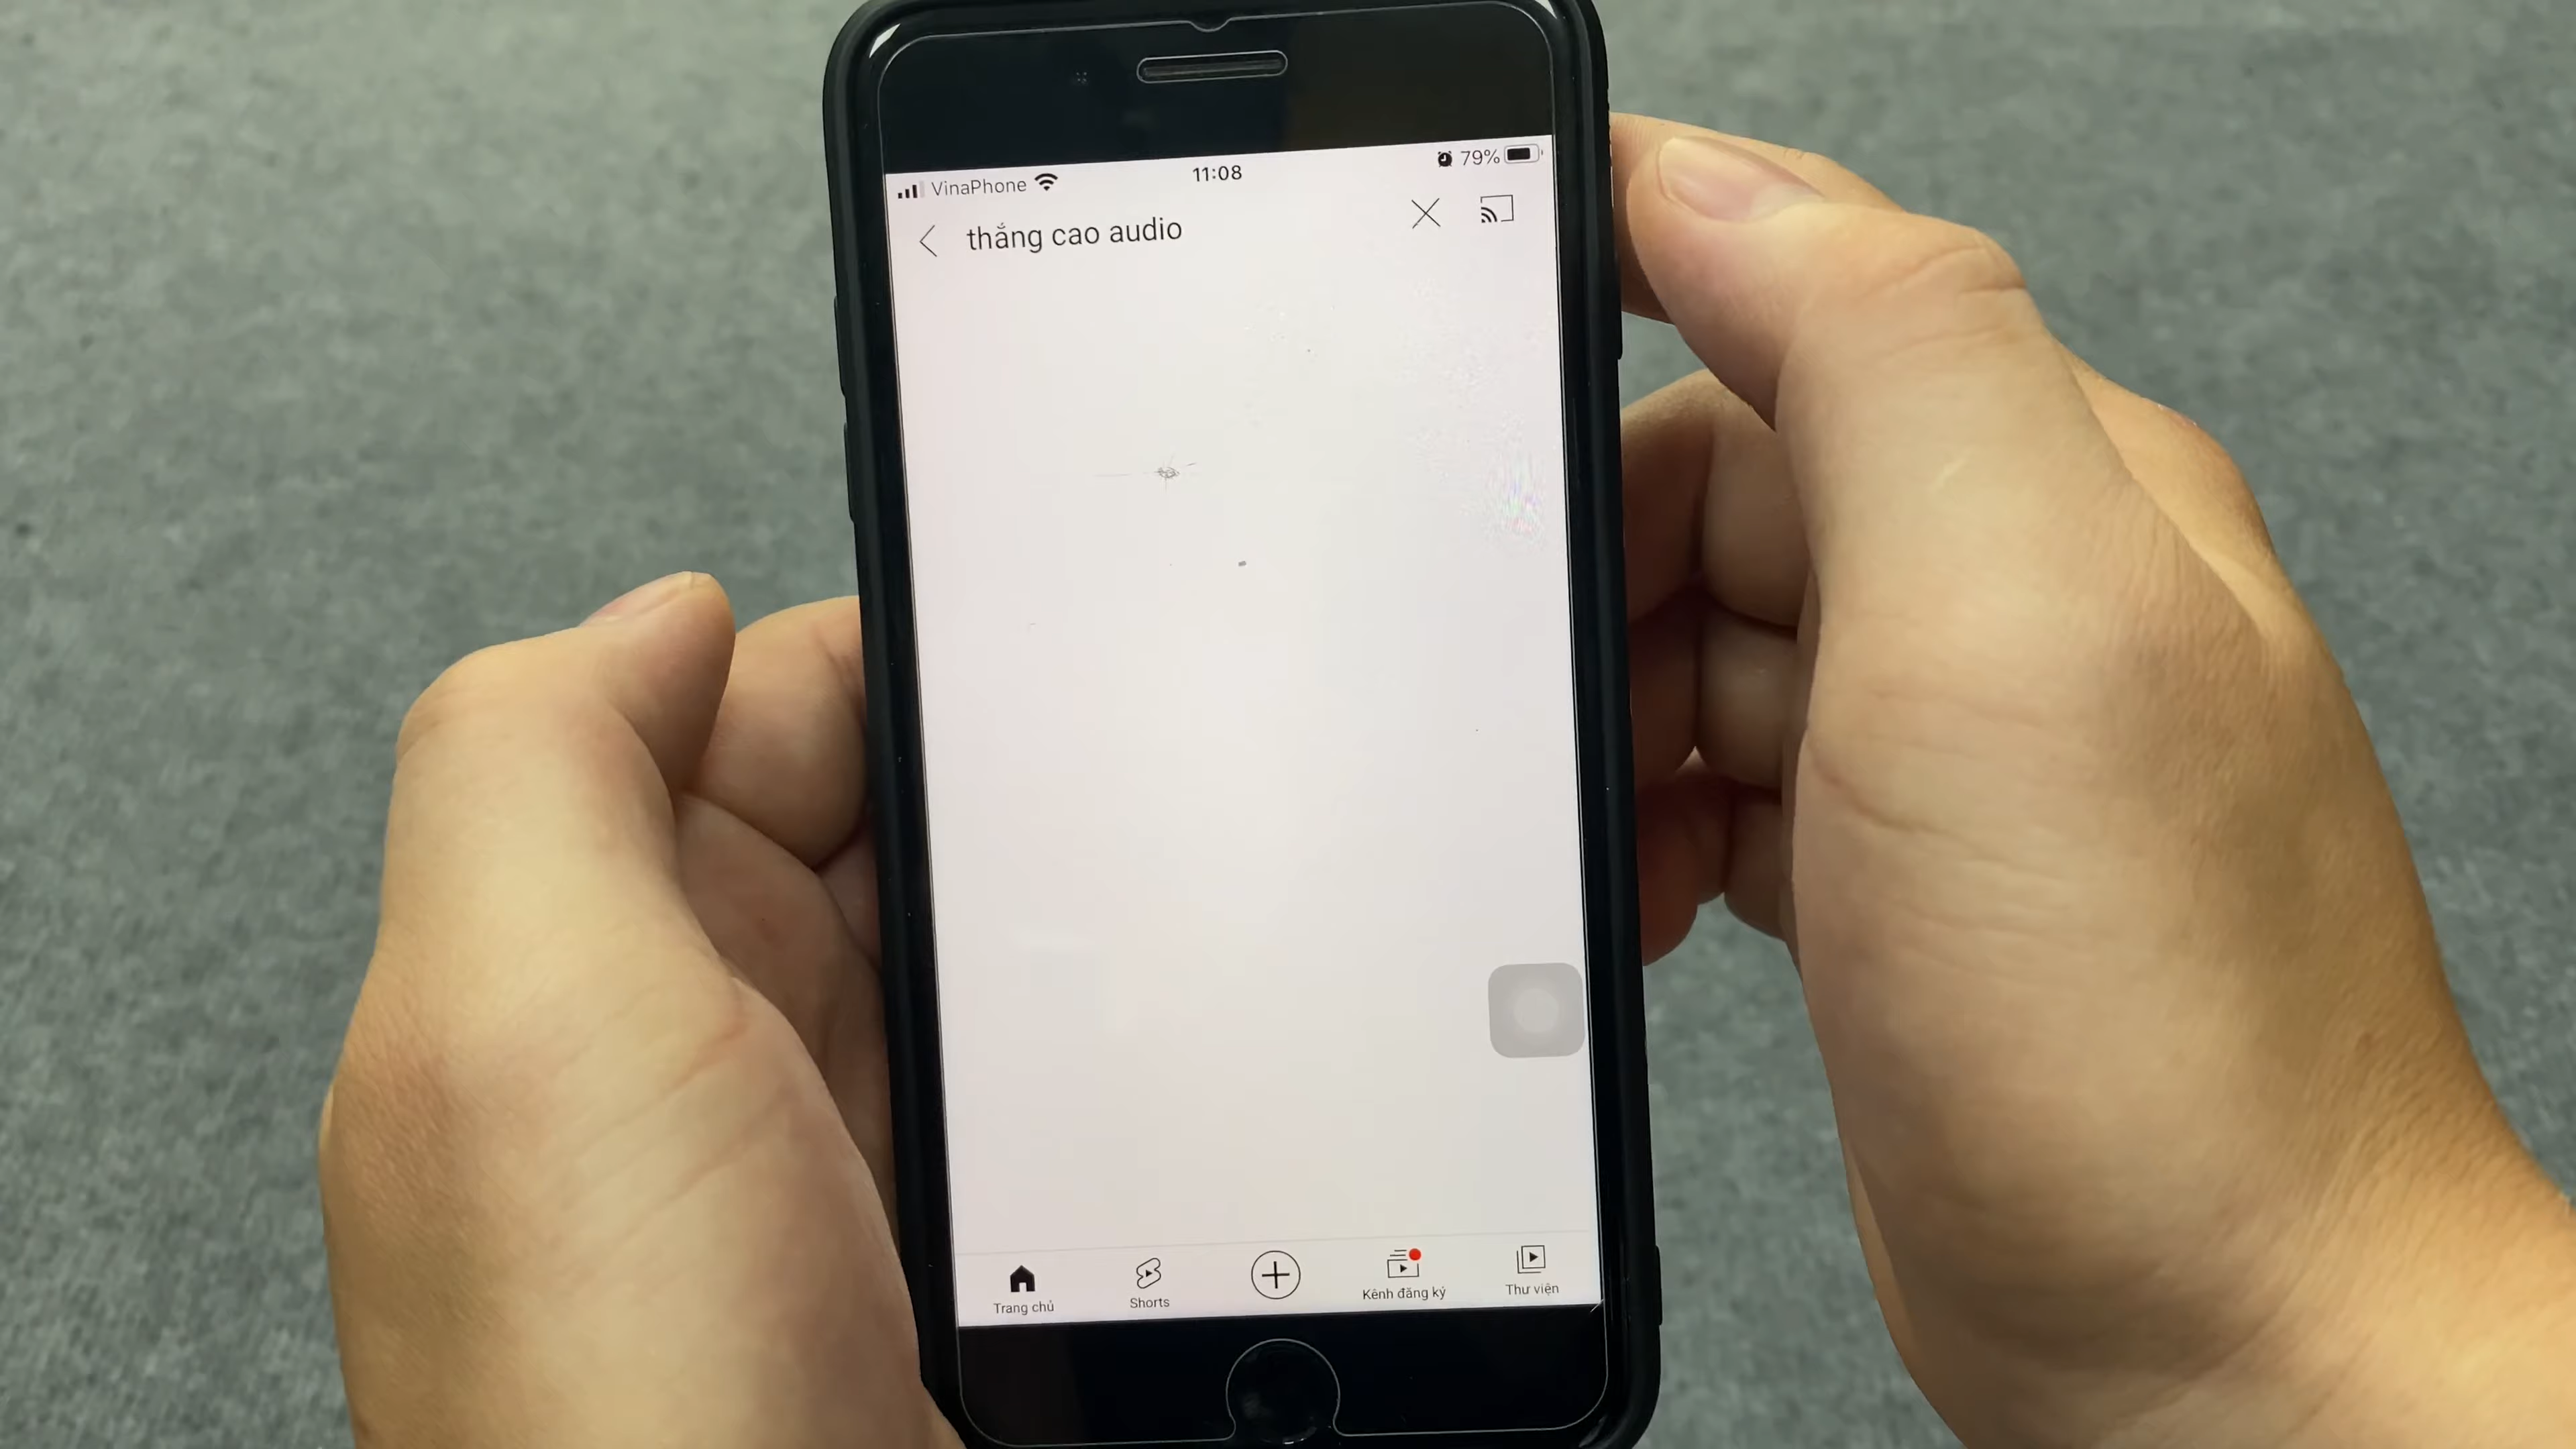 VinaPhone 11:08 79%
thắng cao audio
Trang chủ Shorts Kênh đăng ký Thư viện